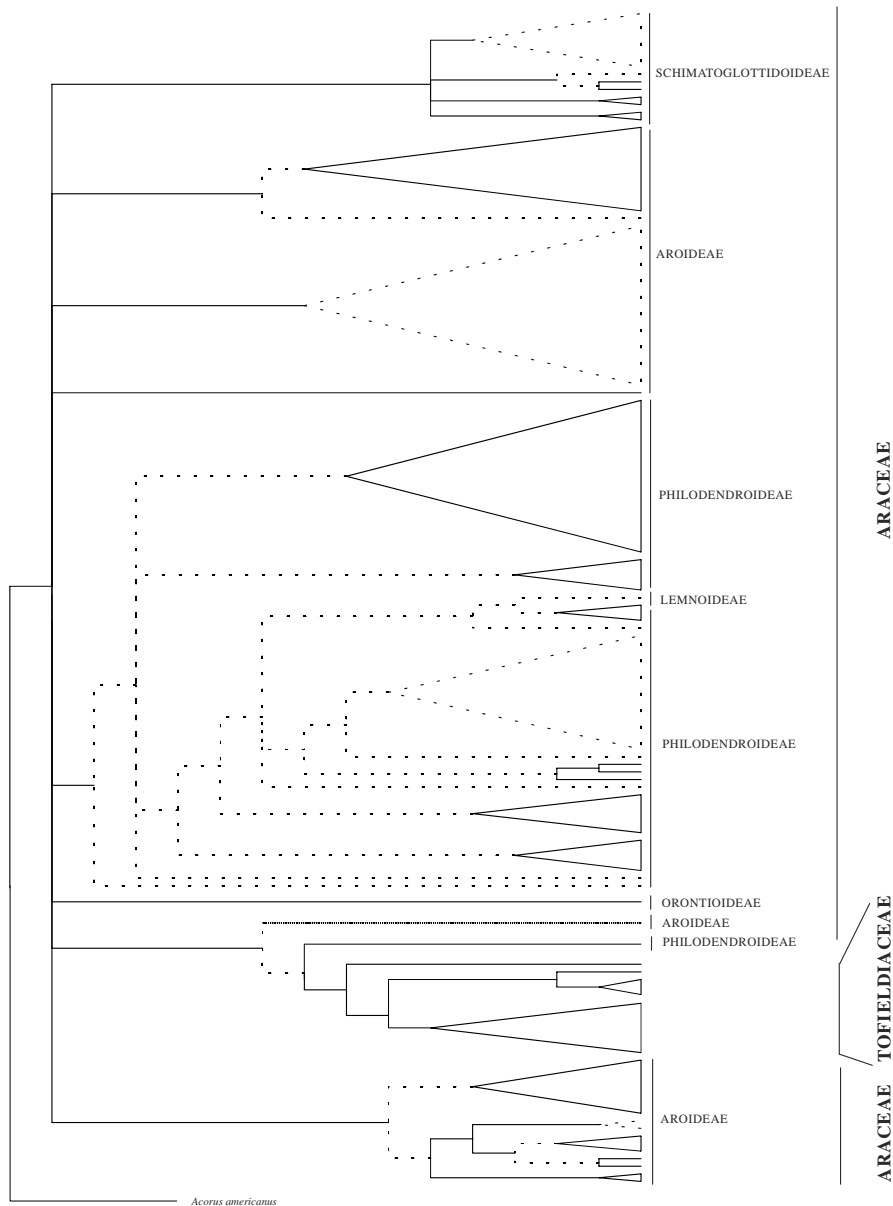 SCHIMATOGLOTTIDOIDEAE
AROIDEAE
PHILODENDROIDEAE
ARACEAE
LEMNOIDEAE
PHILODENDROIDEAE
ORONTIOIDEAE
AROIDEAE
PHILODENDROIDEAE
TOFIELDIACEAE
AROIDEAE
ARACEAE
Acorus americanus